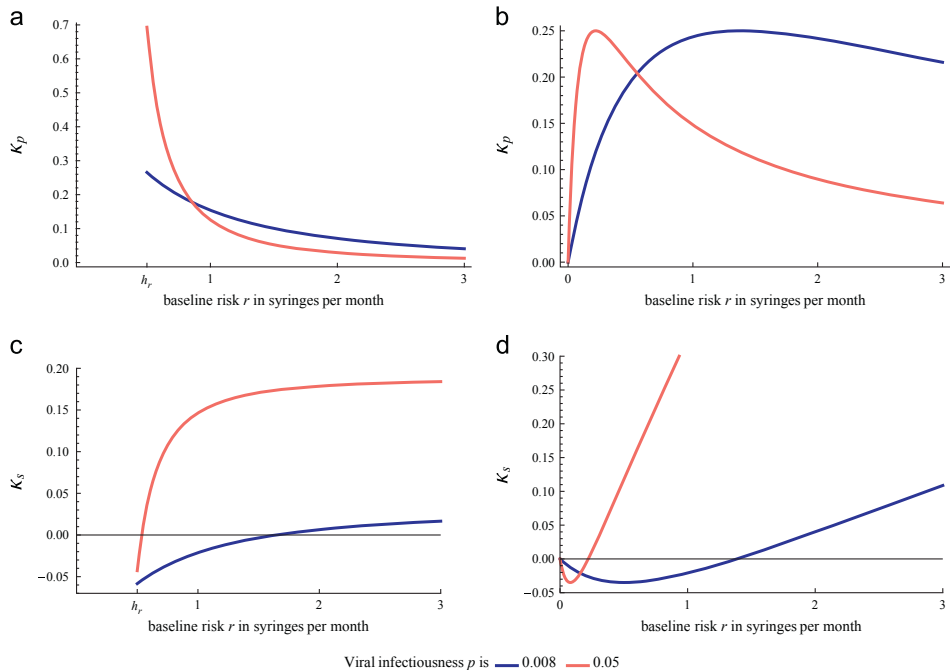 a
0.7
0.6
0.5
0.4
0.3
0.2
0.1
0.0
κp
hr
1
2
3
baseline risk r in syringes per month
b
0.25
0.20
0.15
0.10
0.05
0.00
κp
0
1
2
3
baseline risk r in syringes per month
c
0.20
0.15
0.10
0.05
0.00
−0.05
κs
hr
1
2
3
baseline risk r in syringes per month
d
0.30
0.25
0.20
0.15
0.10
0.05
0.00
−0.05
κs
0
1
2
3
baseline risk r in syringes per month
Viral infectiousness p is 0.008 0.05